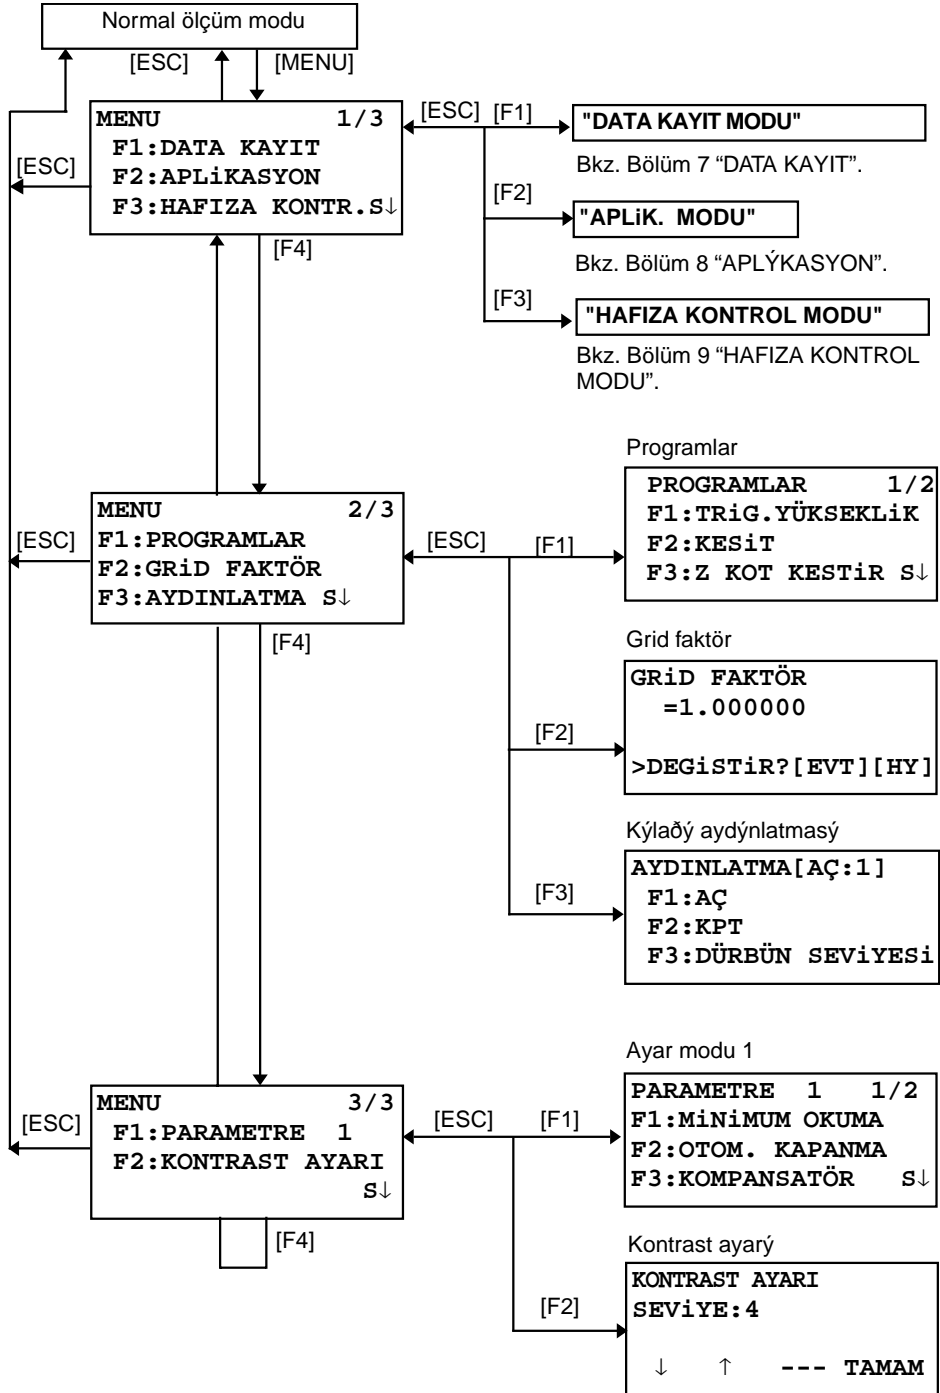 Normal ölçüm modu
[ESC]
[MENU]
MENU 1/3
F1:DATA KAYIT
F2:APLiKASYON
F3:HAFIZA KONTR.S↓
[ESC]
[F4]
[ESC]
[F1]
"DATA KAYIT MODU"
Bkz. Bölüm 7 “DATA KAYIT”.
[F2]
"APLiK. MODU"
Bkz. Bölüm 8 “APLÝKASYON”.
[F3]
"HAFIZA KONTROL MODU"
Bkz. Bölüm 9 “HAFIZA KONTROL
MODU”.
MENU 2/3
F1:PROGRAMLAR
F2:GRiD FAKTÖR
F3:AYDINLATMA S↓
[ESC]
[F4]
[ESC]
[F1]
Programlar
PROGRAMLAR 1/2
F1:TRiG.YÜKSEKLiK
F2:KESiT
F3:Z KOT KESTiR S↓
[F2]
Grid faktör
GRiD FAKTÖR
=1.000000
>DEGiSTiR?[EVT][HY]
[F3]
Kýlaðý aydýnlatmasý
AYDINLATMA[AÇ:1]
F1:AÇ
F2:KPT
F3:DÜRBÜN SEViYESi
MENU 3/3
F1:PARAMETRE 1
F2:KONTRAST AYARI
S↓
[ESC]
[F4]
[ESC]
[F1]
Ayar modu 1
PARAMETRE 1 1/2
F1:MiNiMUM OKUMA
F2:OTOM. KAPANMA
F3:KOMPANSATÖR S↓
[F2]
Kontrast ayarý
KONTRAST AYARI
SEViYE:4
↓ ↑ --- TAMAM